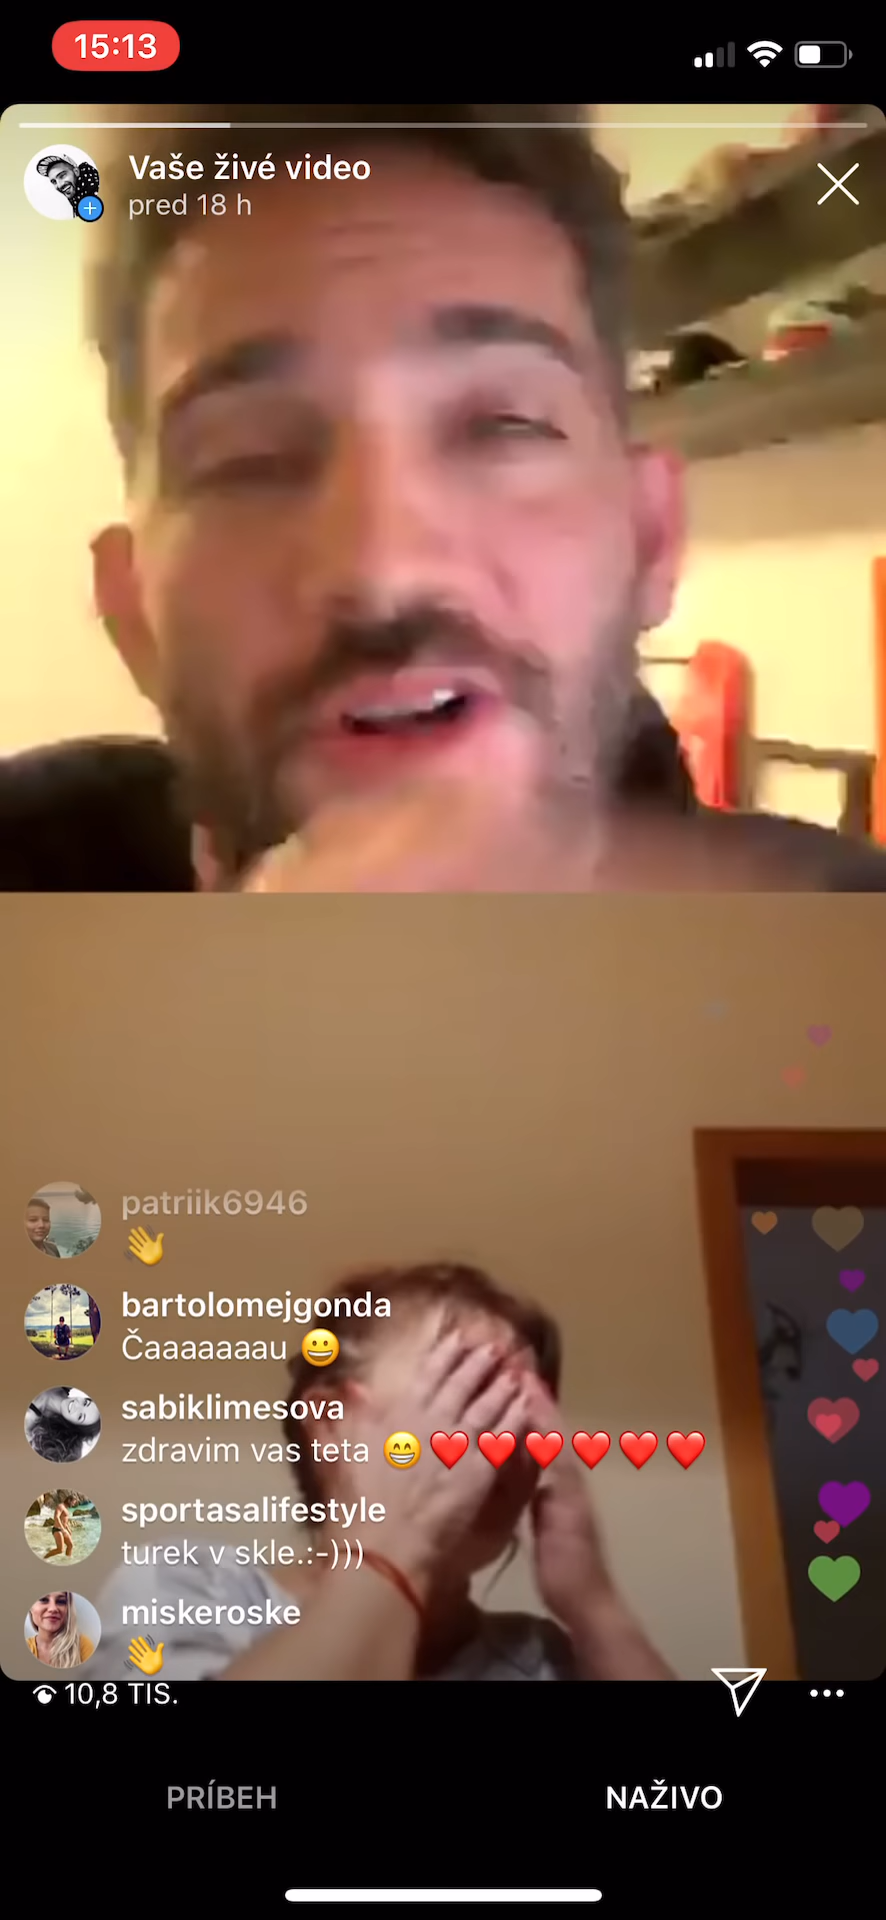 15:13
Vaše živé video
pred 18 h
patriik6946
👋
bartolomejgonda
Čaaaaaaau 😀
sabiklimesova
zdravim vas teta 😁❤️❤️❤️❤️❤️❤️
sportasalifestyle
turek v skle.:-)))
miskeroske
👋
10,8 TIS.
PRÍBEH
NAŽIVO